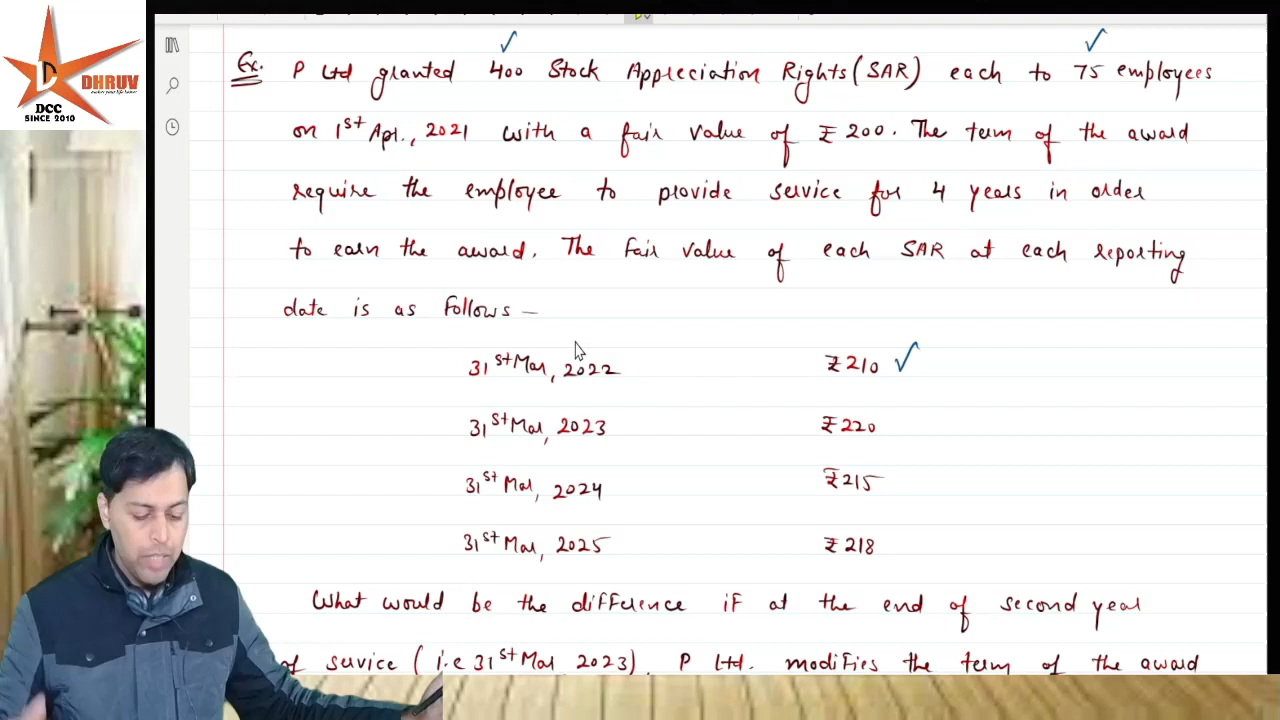 DHRUV
make your life better
DCC
SINCE 2010
Ex. P Ltd granted 400 Stock Appreciation Rights (SAR) each to 75 employees
on 1st Apr., 2021 with a fair value of ₹ 200. The term of the award
require the employee to provide service for 4 years in order
to earn the award. The fair value of each SAR at each reporting
date is as follows —
31st Mar, 2022 ₹ 210
31st Mar, 2023 ₹ 220
31st Mar, 2024 ₹ 215
31st Mar, 2025 ₹ 218
What would be the difference if at the end of second year
of service (i.e 31st Mar 2023), P Ltd. modifies the term of the award